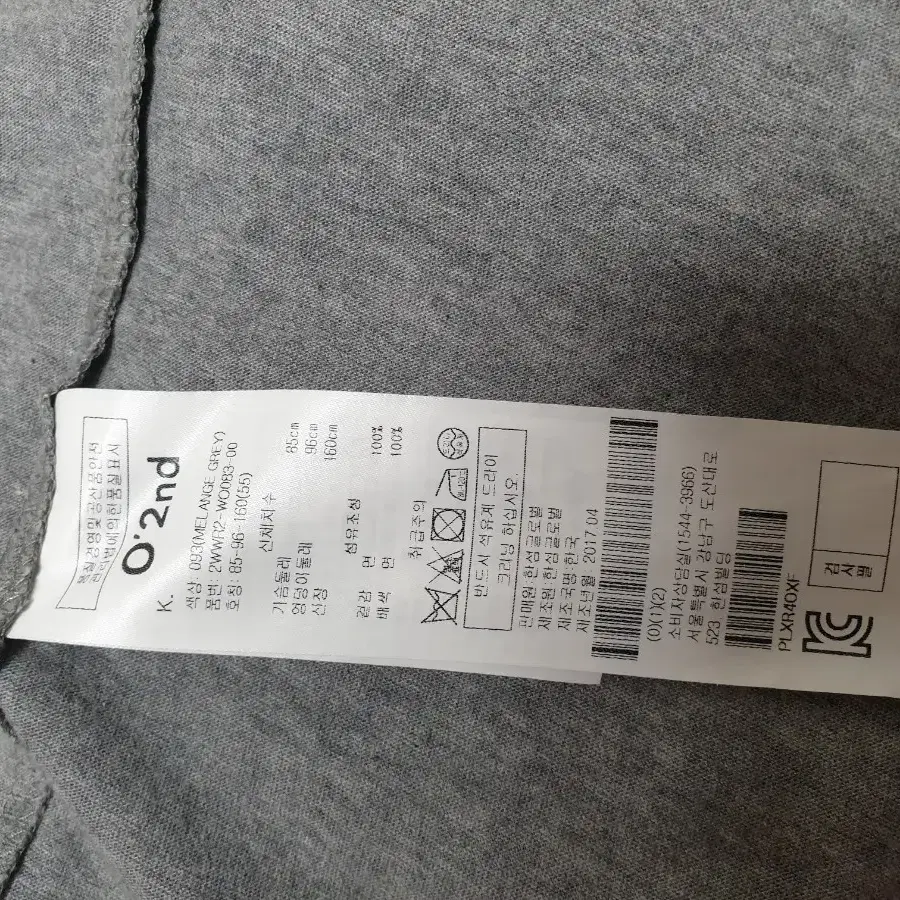 품질경영및공산품안전
관리법에의한품질표시
O'2nd
K.
색상 : 093(MELANGE GREY)
품번 : 2WWR2-WO083-00
호칭 : 85-96-160(55)
신체치수
가슴둘레 85cm
엉덩이둘레 96cm
신장 160cm
섬유조성
겉감 면 100%
배색 면 100%
취급주의
반드시 석유계 드라이
크리닝 하십시오.
판매원:한섬글로벌
제조원:한섬글로벌
제조국명:한국
제조년월 2017 04
(0)(1)(2)
소비자상담실(1544-3966)
서울특별시 강남구 도산대로
523 한섬빌딩
PLXR40XF
검사필